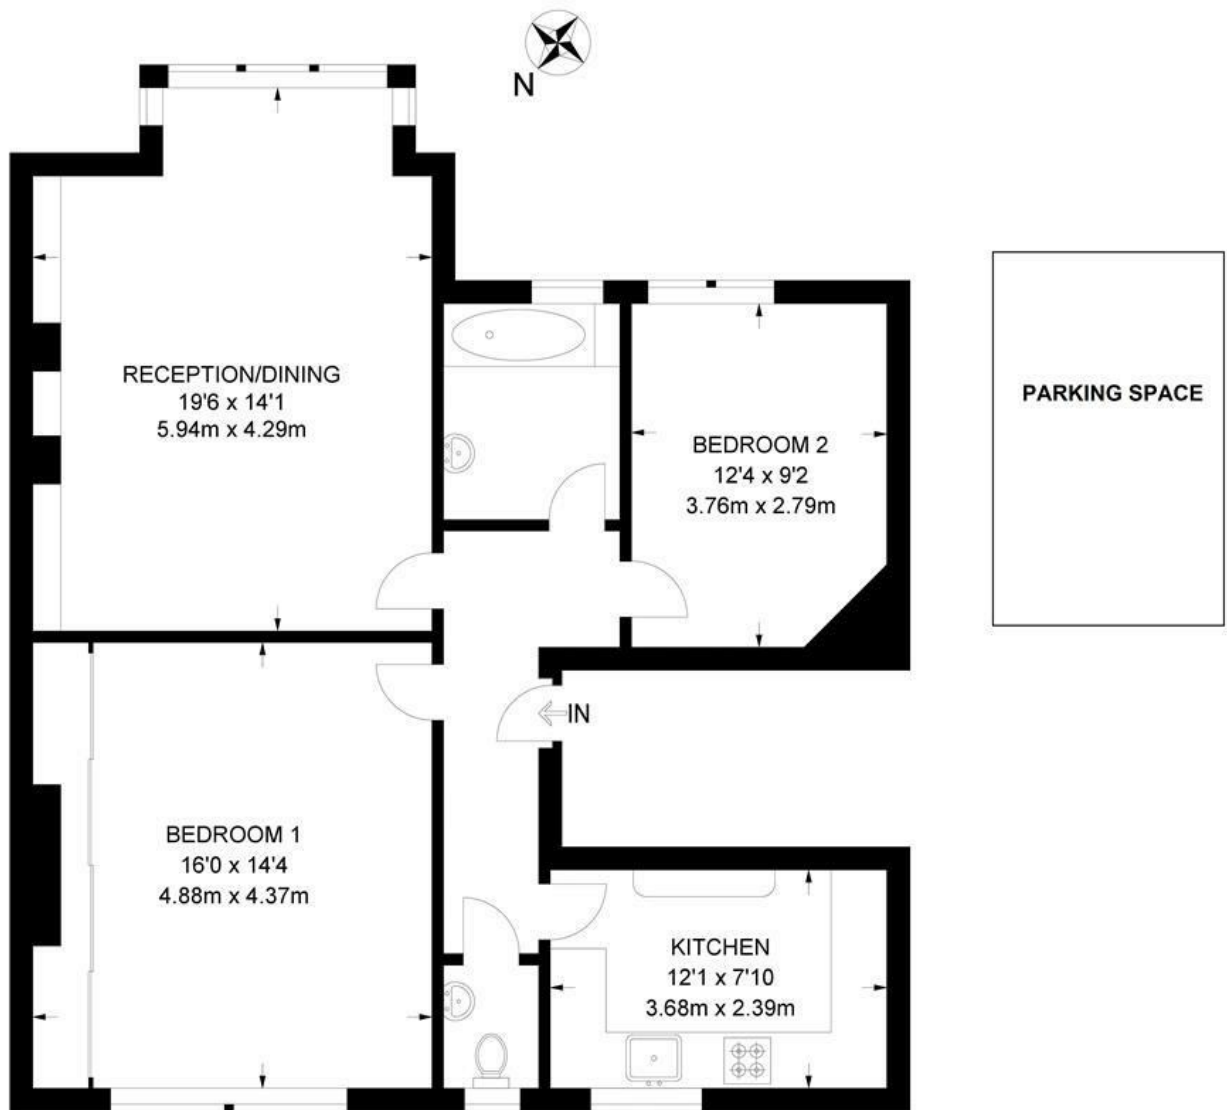 N
RECEPTION/DINING
19'6 x 14'1
5.94m x 4.29m
BEDROOM 2
12'4 x 9'2
3.76m x 2.79m
PARKING SPACE
IN
BEDROOM 1
16'0 x 14'4
4.88m x 4.37m
KITCHEN
12'1 x 7'10
3.68m x 2.39m